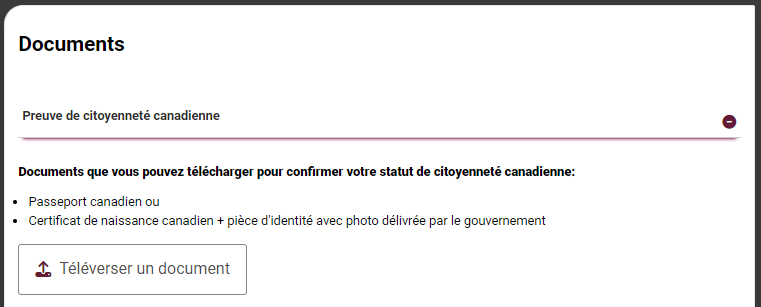 Documents
Preuve de citoyenneté canadienne
Documents que vous pouvez télécharger pour confirmer votre statut de citoyenneté canadienne:
Passeport canadien ou
Certificat de naissance canadien + pièce d'identité avec photo délivrée par le gouvernement
Téléverser un document